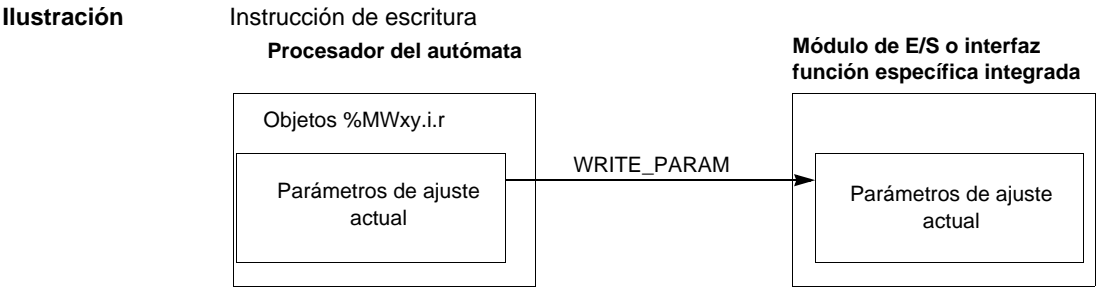 Ilustración
Instrucción de escritura
Procesador del autómata
Módulo de E/S o interfaz
función específica integrada
Objetos %MWxy.i.r
Parámetros de ajuste
actual
WRITE_PARAM
Parámetros de ajuste
actual